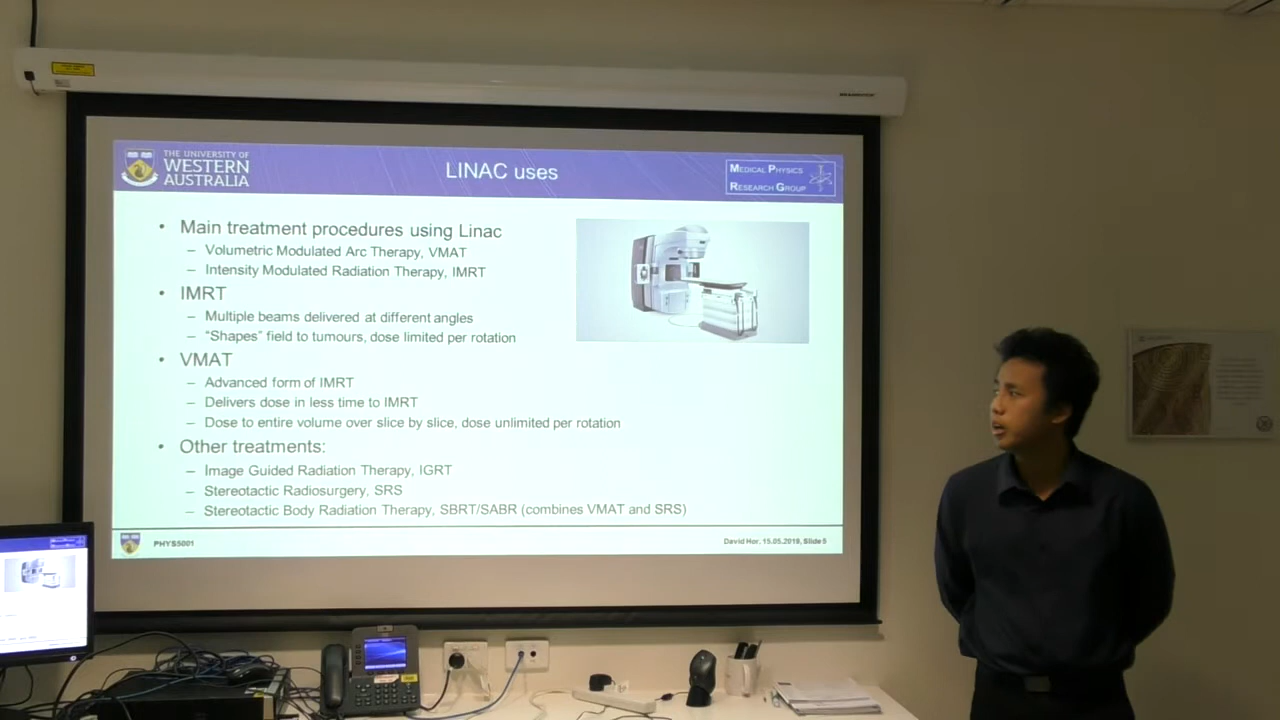 THE UNIVERSITY OF
WESTERN
AUSTRALIA
LINAC uses
MEDICAL PHYSICS
RESEARCH GROUP
• Main treatment procedures using Linac
– Volumetric Modulated Arc Therapy, VMAT
– Intensity Modulated Radiation Therapy, IMRT
• IMRT
– Multiple beams delivered at different angles
– “Shapes” field to tumours, dose limited per rotation
• VMAT
– Advanced form of IMRT
– Delivers dose in less time to IMRT
– Dose to entire volume over slice by slice, dose unlimited per rotation
• Other treatments:
– Image Guided Radiation Therapy, IGRT
– Stereotactic Radiosurgery, SRS
– Stereotactic Body Radiation Therapy, SBRT/SABR (combines VMAT and SRS)
PHYS5001
David Hor. 15.05.2019, Slide 5